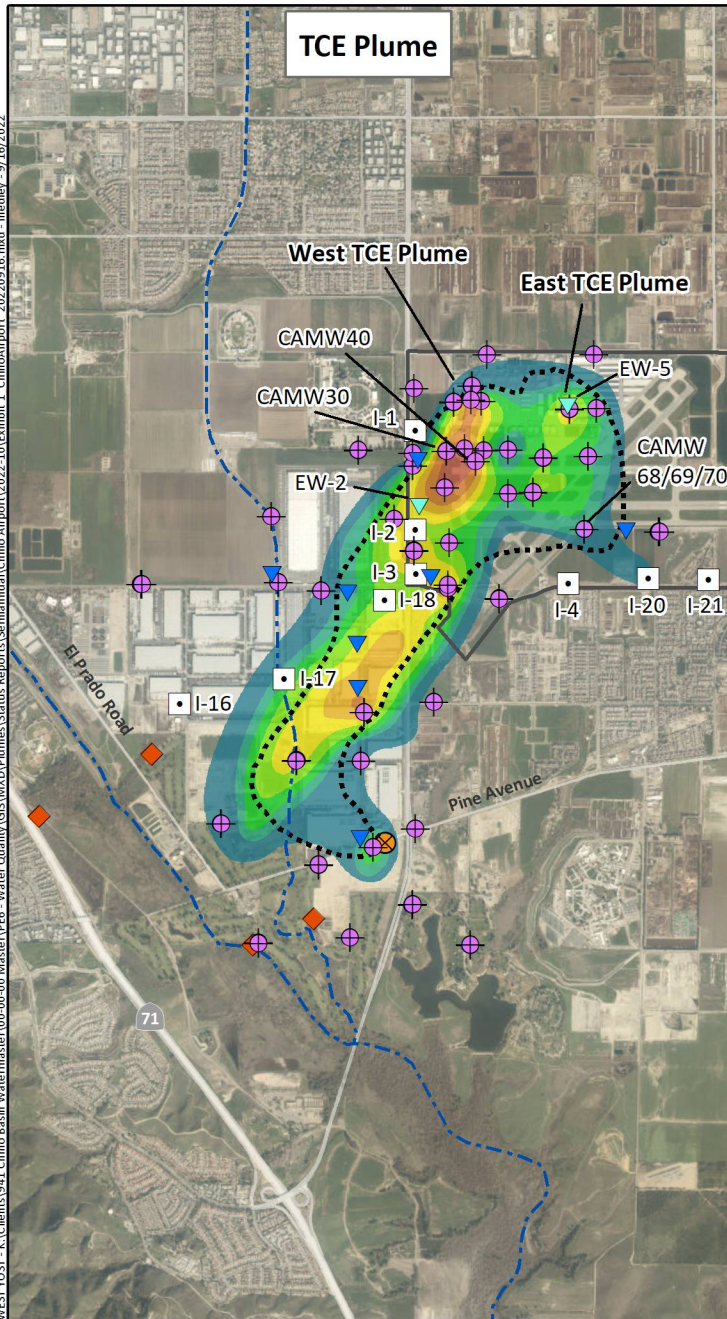 TCE Plume
West TCE Plume
East TCE Plume
CAMW40
EW-5
CAMW30
I-1
CAMW
68/69/70
EW-2
I-2
I-3
I-18
I-4
I-20
I-21
I-17
I-16
El Prado Road
Pine Avenue
71